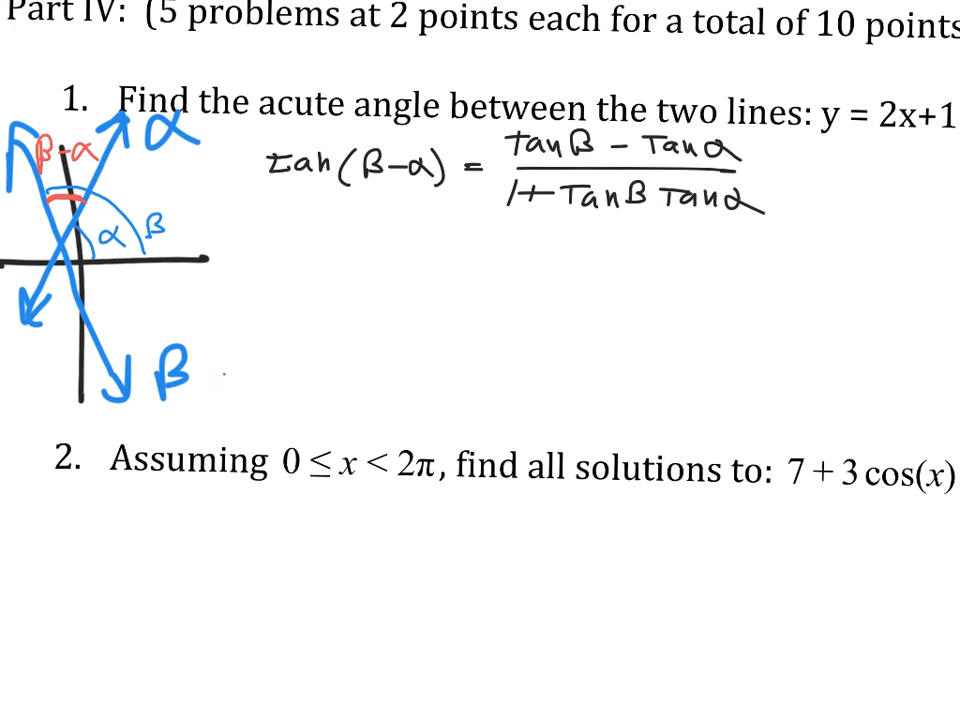 Part IV: (5 problems at 2 points each for a total of 10 points
1. Find the acute angle between the two lines: y = 2x+1
α
β-α
tan(β-α) = (tanβ - Tanα) / (1+TanβTanα)
α
β
β
2. Assuming 0 ≤ x < 2π, find all solutions to: 7 + 3 cos(x)